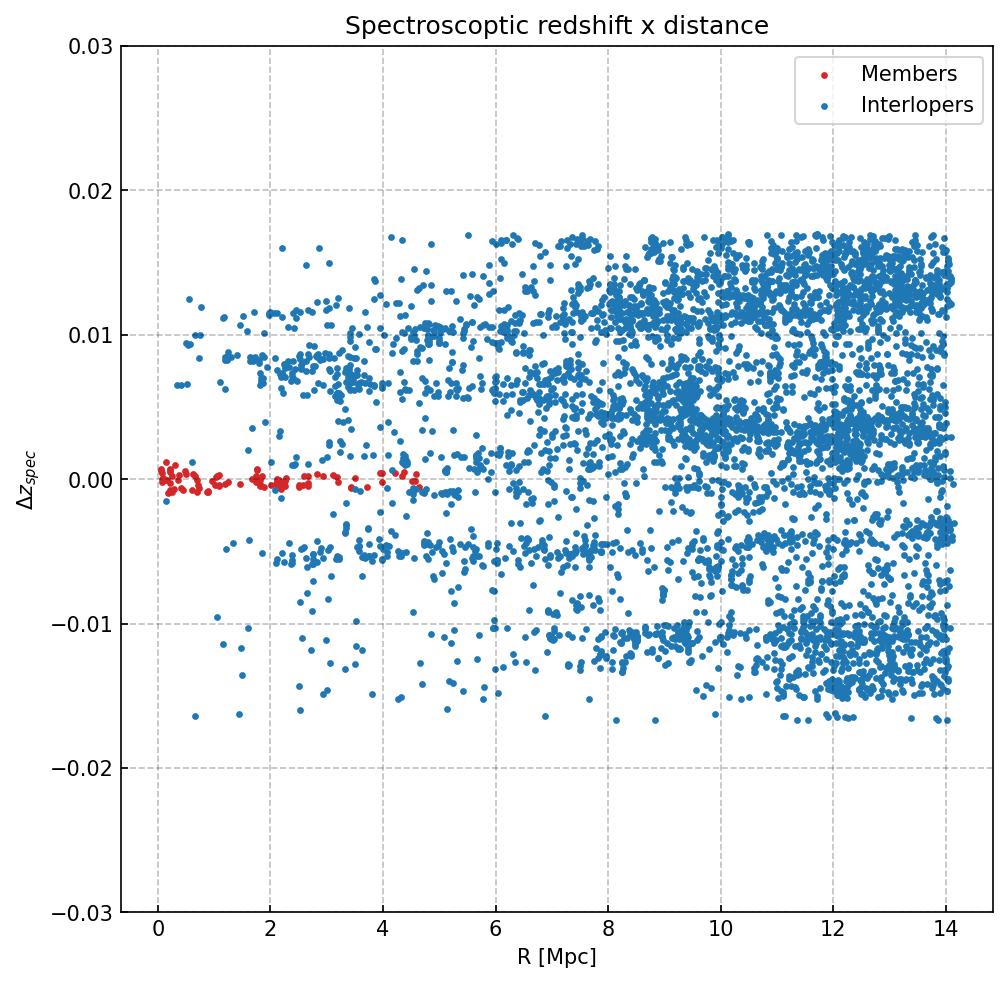 Spectroscoptic redshift x distance
Members
Interlopers
0.03
0.02
0.01
0.00
−0.01
−0.02
−0.03
Δz_spec
0 2 4 6 8 10 12 14
R [Mpc]